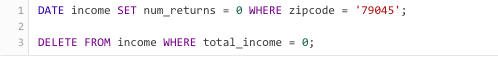 1 DATE income SET num_returns = 0 WHERE zipcode = '79045';
2
3 DELETE FROM income WHERE total_income = 0;